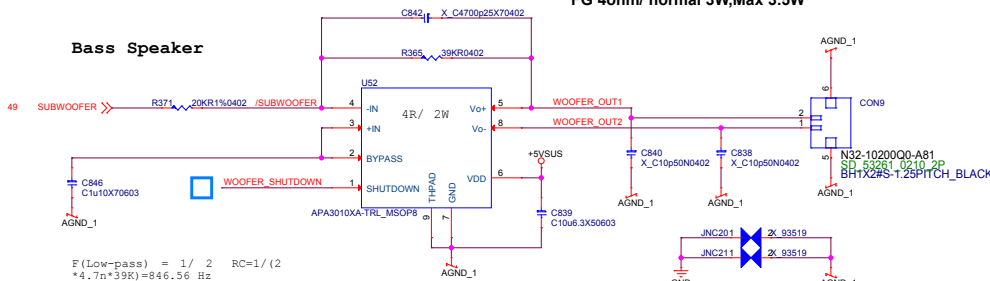 FG 4ohm/ normal 3W,Max 3.5W
C842
X_C4700p25X70402
Bass Speaker
R365
39KR0402
AGND_1
U52
49 SUBWOOFER
R371
20KR1%0402
/SUBWOOFER
4
-IN
4R/ 2W
Vo+
5
WOOFER_OUT1
6
CON9
3
+IN
Vo-
8
WOOFER_OUT2
2
1
2
BYPASS
+5VSUS
C840
X_C10p50N0402
C838
X_C10p50N0402
5
N32-10200Q0-A81
SD_53261_0210_2P
BH1X2#S-1.25PITCH_BLACK
C846
C1u10X70603
WOOFER_SHUTDOWN
1
SHUTDOWN
VDD
6
THPAD
GND
AGND_1
APA3010XA-TRL_MSOP8
9
7
C839
C10u6.3X50603
AGND_1
AGND_1
AGND_1
JNC201
2X_93519
JNC211
2X_93519
F(Low-pass) = 1/ 2 RC=1/(2
*4.7n*39K)=846.56 Hz
AGND_1
GND
AGND_1